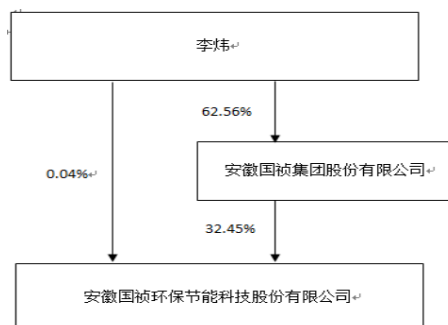 李炜
62.56%
安徽国祯集团股份有限公司
0.04%
32.45%
安徽国祯环保节能科技股份有限公司